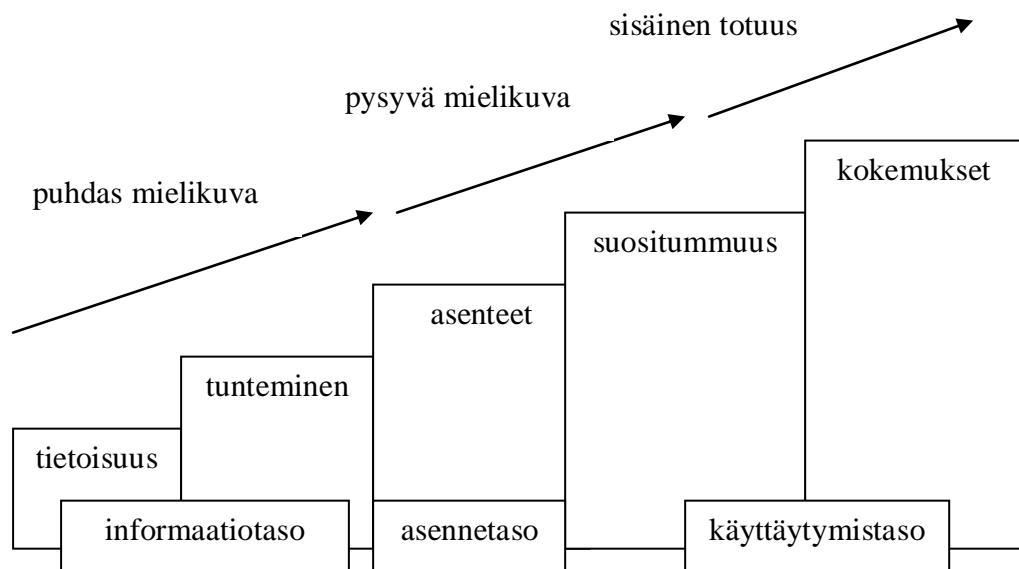 sisäinen totuus
pysyvä mielikuva
puhdas mielikuva
kokemukset
suositummuus
asenteet
tunteminen
tietoisuus
informaatiotaso
asennetaso
käyttäytymistaso